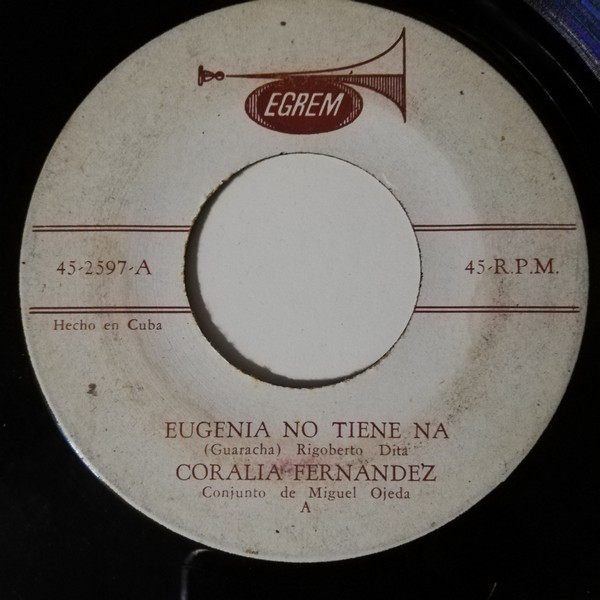 EGREM
45-2597-A
45-R.P.M.
Hecho en Cuba
EUGENIA NO TIENE NA
(Guaracha) Rigoberto Dita
CORALIA FERNANDEZ
Conjunto de Miguel Ojeda
A